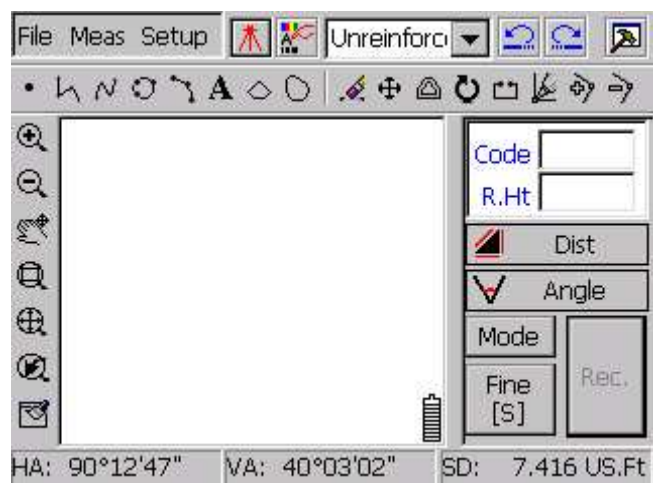 File Meas Setup Unreinforc
A
Code
R.Ht
Dist
Angle
Mode
Fine
[S]
Rec.
HA: 90°12'47" VA: 40°03'02" SD: 7.416 US.Ft